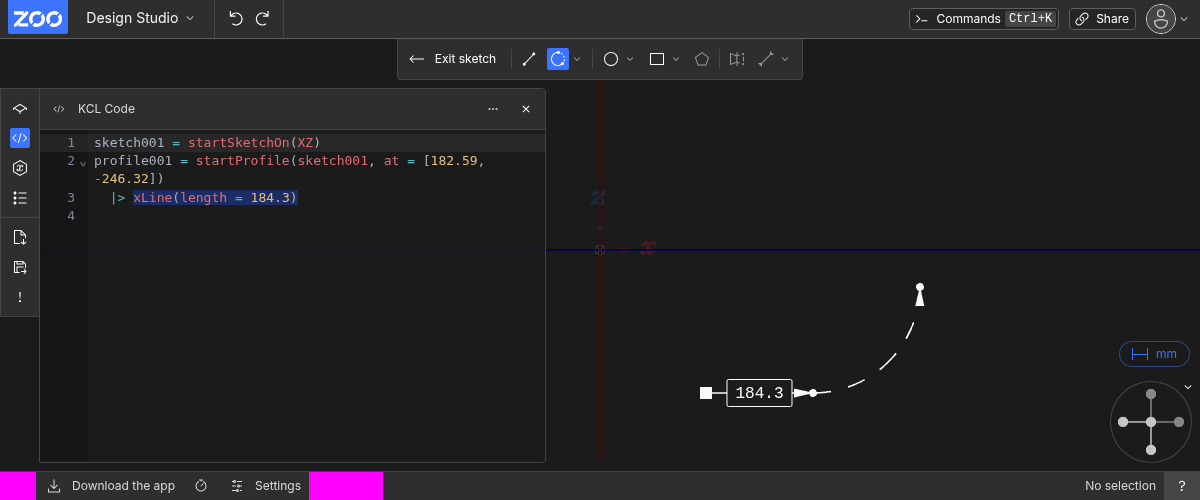 ZOO
Design Studio
Commands Ctrl+K
Share
Exit sketch
KCL Code
1 sketch001 = startSketchOn(XZ)
2 profile001 = startProfile(sketch001, at = [182.59,
-246.32])
3 |> xLine(length = 184.3)
4
z
x
184.3
mm
Download the app
Settings
No selection
?